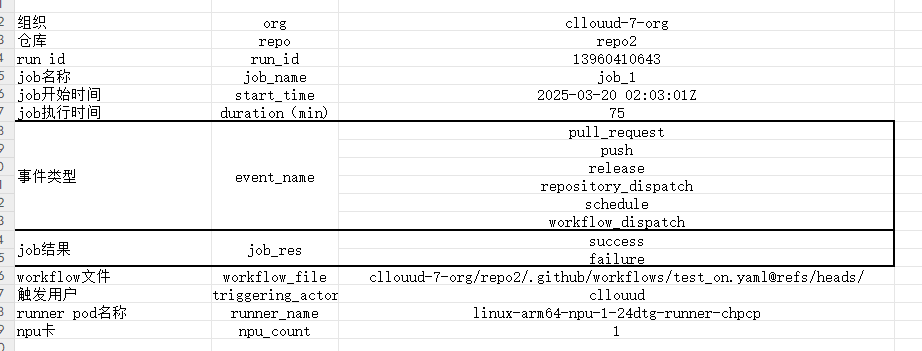 组织 org cllouud-7-org
仓库 repo repo2
run id run_id 13960410643
job名称 job_name job_1
job开始时间 start_time 2025-03-20 02:03:01Z
job执行时间 duration（min） 75
事件类型 event_name pull_request
push
release
repository_dispatch
schedule
workflow_dispatch
job结果 job_res success
failure
workflow文件 workflow_file cllouud-7-org/repo2/.github/workflows/test_on.yaml@refs/heads/
触发用户 triggering_actor cllouud
runner pod名称 runner_name linux-arm64-npu-1-24dtg-runner-chpcp
npu卡 npu_count 1